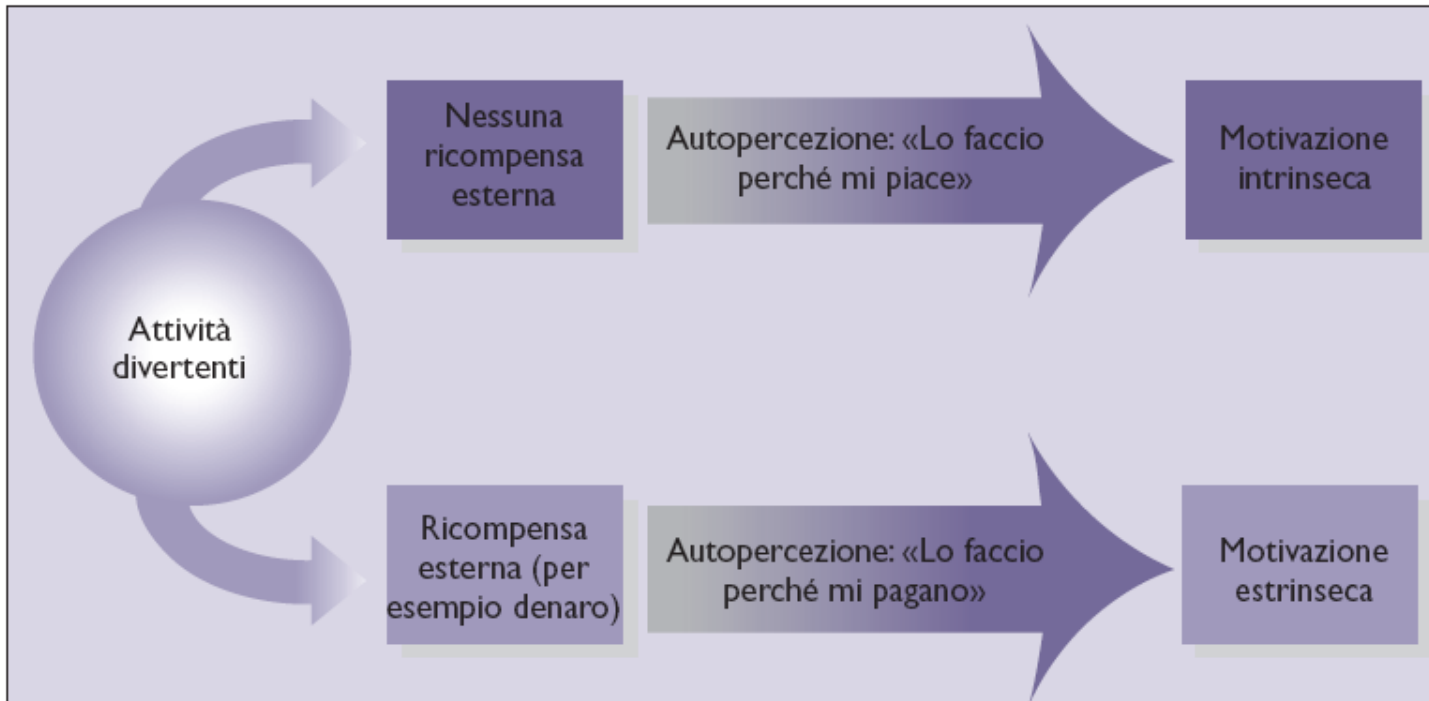 Nessuna
ricompensa
esterna
Autopercezione: «Lo faccio
perché mi piace»
Motivazione
intrinseca
Attività
divertenti
Ricompensa
esterna (per
esempio denaro)
Autopercezione: «Lo faccio
perché mi pagano»
Motivazione
estrinseca